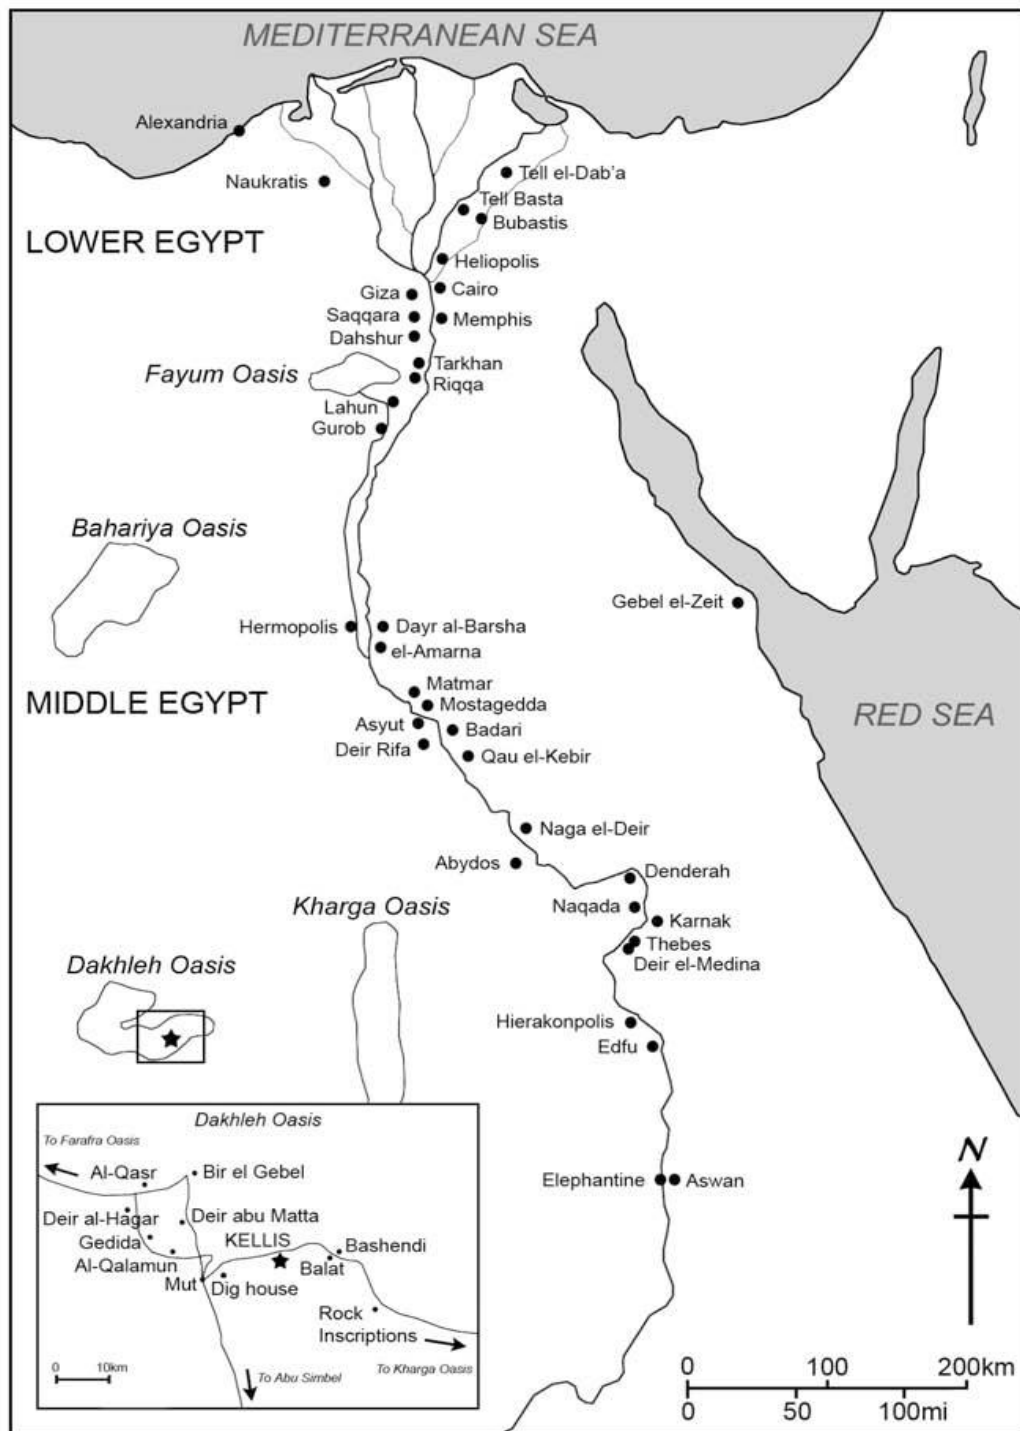 MEDITERRANEAN SEA
Alexandria
Naukratis
Tell el-Dab'a
Tell Basta
Bubastis
LOWER EGYPT
Heliopolis
Giza
Cairo
Saqqara
Memphis
Dahshur
Tarkhan
Fayum Oasis
Riqqa
Lahun
Gurob
Bahariya Oasis
Gebel el-Zeit
Hermopolis
Dayr al-Barsha
el-Amarna
MIDDLE EGYPT
Matmar
Mostagedda
RED SEA
Asyut
Badari
Deir Rifa
Qau el-Kebir
Naga el-Deir
Abydos
Denderah
Kharga Oasis
Naqada
Karnak
Thebes
Dakhleh Oasis
Deir el-Medina
Hierakonpolis
Edfu
Elephantine
Aswan
Dakhleh Oasis
To Farafra Oasis
Al-Qasr
Bir el Gebel
Deir al-Hagar
Deir abu Matta
Gedida
KELLIS
Bashendi
Al-Qalamun
Balat
Mut
Dig house
Rock
Inscriptions
To Kharga Oasis
To Abu Simbel
0 10km
N
0 100 200km
0 50 100mi